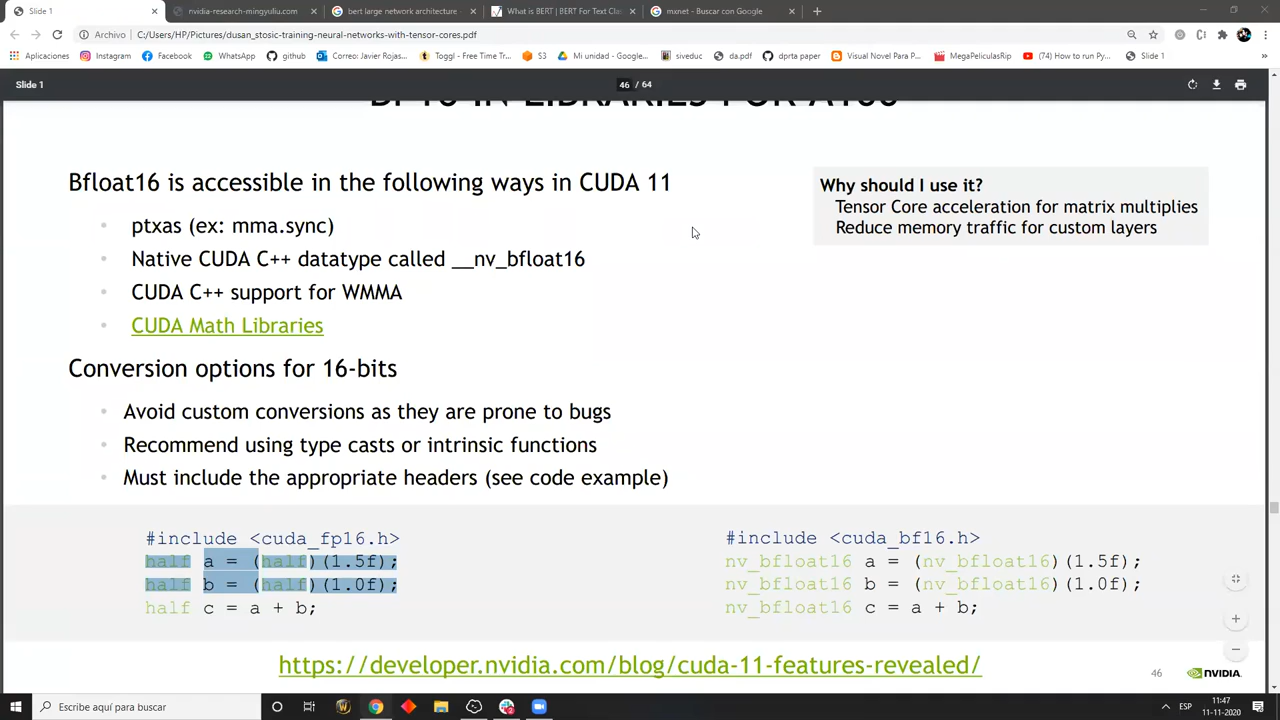 Slide 1
nvidia-research-mingyuliu.com
bert large network architecture
What is BERT | BERT For Text Clas
mxnet - Buscar con Google
Archivo
C:/Users/HP/Pictures/dusan_stosic-training-neural-networks-with-tensor-cores.pdf
Aplicaciones
Instagram
Facebook
WhatsApp
github
Correo: Javier Rojas...
Toggl - Free Time Tr...
S3
Mi unidad - Google...
siveduc
da.pdf
dprta paper
Visual Novel Para P...
MegaPeliculasRip
(74) How to run Py...
Slide 1
Slide 1
46 / 64
Bfloat16 is accessible in the following ways in CUDA 11
ptxas (ex: mma.sync)
Native CUDA C++ datatype called __nv_bfloat16
CUDA C++ support for WMMA
CUDA Math Libraries
Why should I use it?
Tensor Core acceleration for matrix multiplies
Reduce memory traffic for custom layers
Conversion options for 16-bits
Avoid custom conversions as they are prone to bugs
Recommend using type casts or intrinsic functions
Must include the appropriate headers (see code example)
#include <cuda_fp16.h>
half a = (half)(1.5f);
half b = (half)(1.0f);
half c = a + b;
#include <cuda_bf16.h>
nv_bfloat16 a = (nv_bfloat16)(1.5f);
nv_bfloat16 b = (nv_bfloat16)(1.0f);
nv_bfloat16 c = a + b;
https://developer.nvidia.com/blog/cuda-11-features-revealed/
46
NVIDIA.
Escribe aquí para buscar
ESP
11:47
11-11-2020